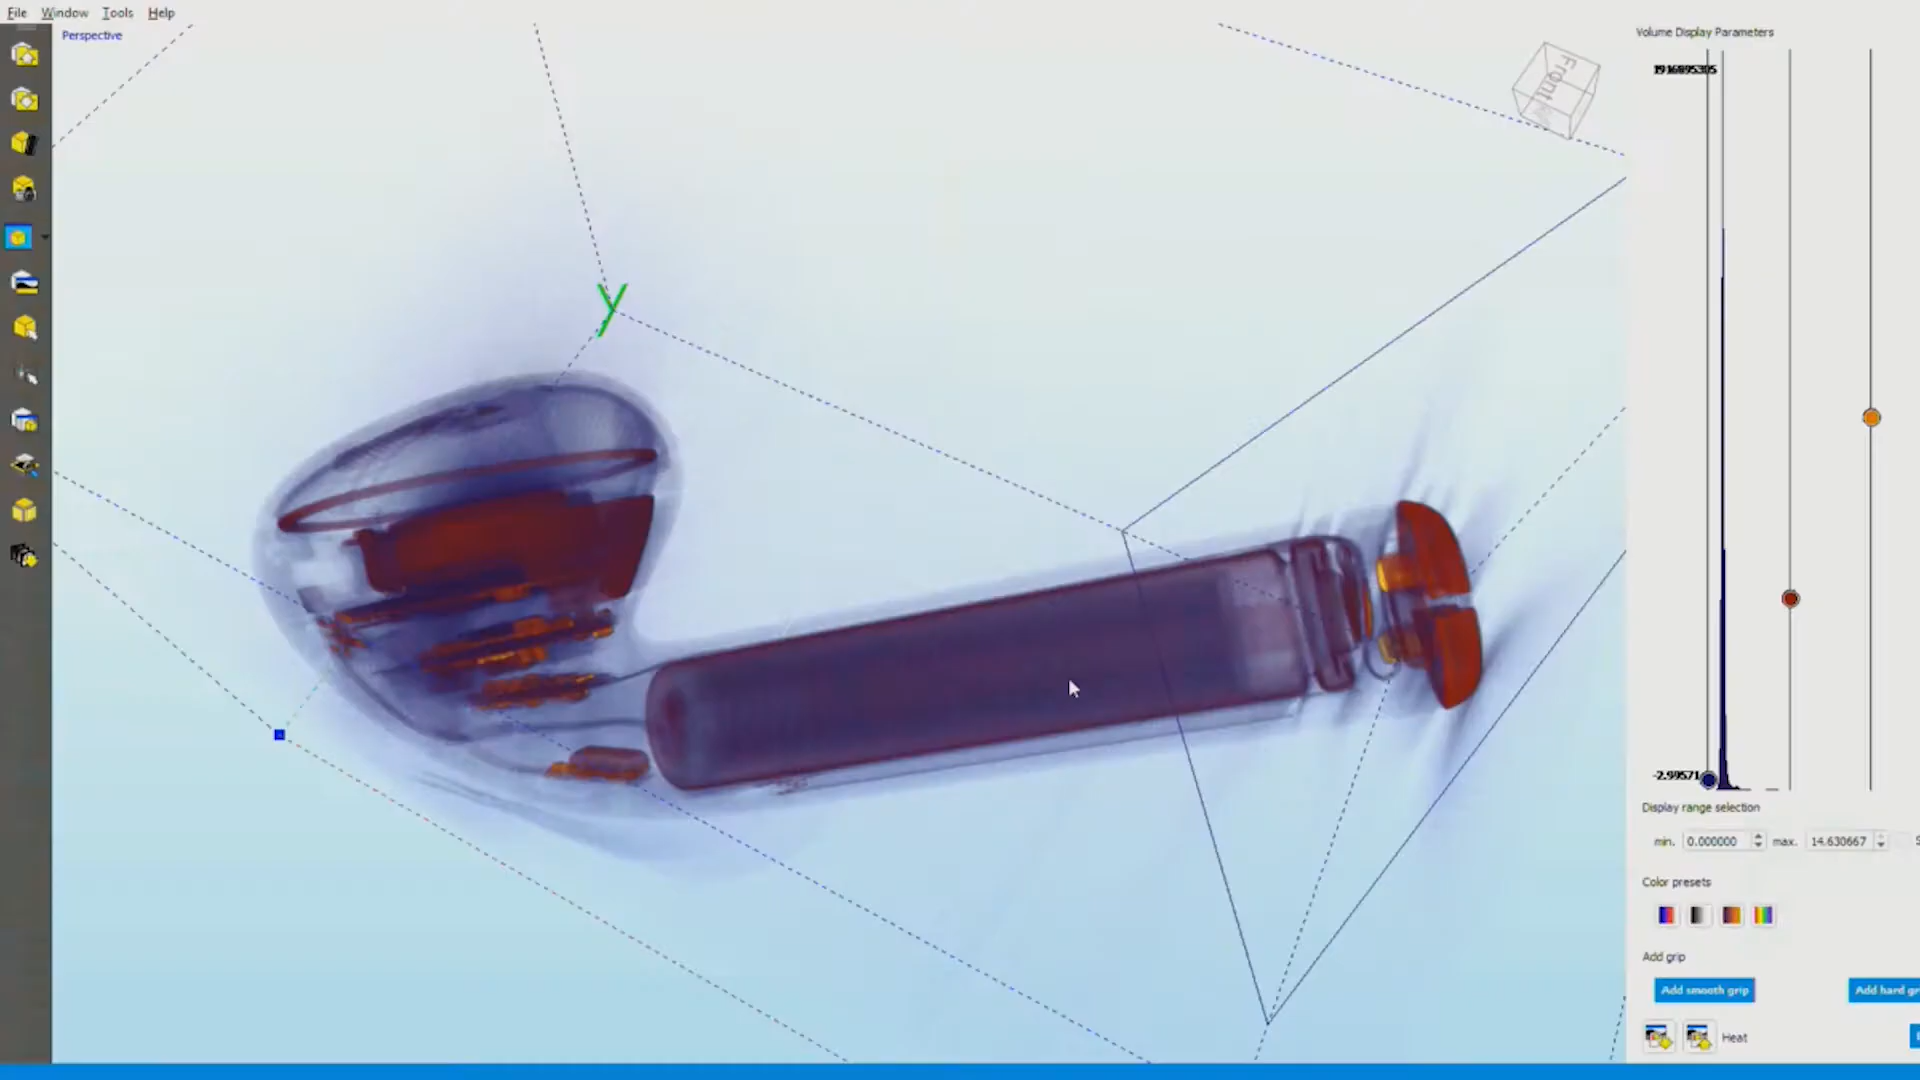 File Window Tools Help
Perspective
Y
Front
Volume Display Parameters
-2.99571
Display range selection
min. 0.000000 max. 14.630667
Color presets
Add grip
Add smooth grip Add hard gr
Heat